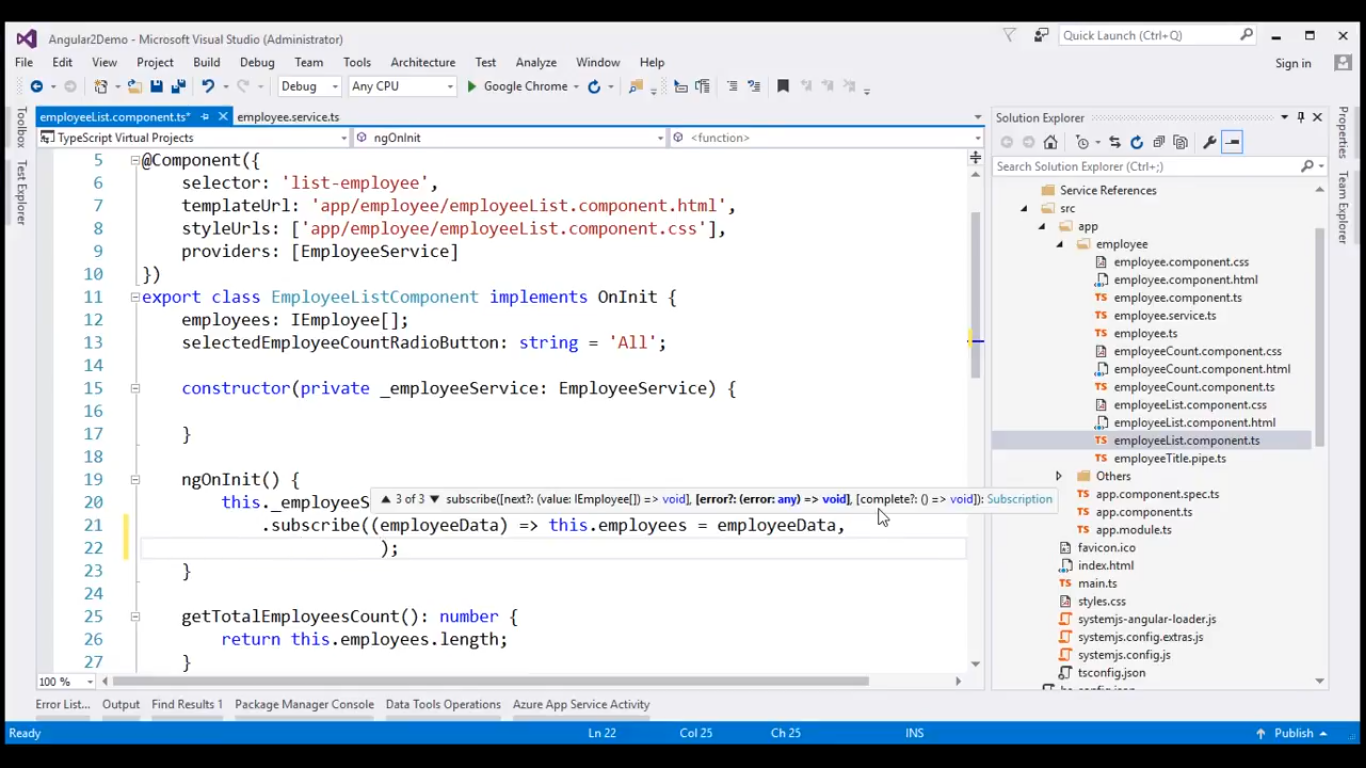 Angular2Demo - Microsoft Visual Studio (Administrator)
Quick Launch (Ctrl+Q)
File Edit View Project Build Debug Team Tools Architecture Test Analyze Window Help
Sign in
Debug Any CPU Google Chrome
employeeList.component.ts* employee.service.ts
TypeScript Virtual Projects ngOnInit <function>
5 @Component({
6 selector: 'list-employee',
7 templateUrl: 'app/employee/employeeList.component.html',
8 styleUrls: ['app/employee/employeeList.component.css'],
9 providers: [EmployeeService]
10 })
11 export class EmployeeListComponent implements OnInit {
12 employees: IEmployee[];
13 selectedEmployeeCountRadioButton: string = 'All';
14
15 constructor(private _employeeService: EmployeeService) {
16
17 }
19 ngOnInit() {
20 this._employeeS
▲ 3 of 3 ▼ subscribe([next?: (value: IEmployee[]) => void], [error?: (error: any) => void], [complete?: () => void]): Subscription
21 .subscribe((employeeData) => this.employees = employeeData,
22 );
23 }
24
25 getTotalEmployeesCount(): number {
26 return this.employees.length;
27 }
100 %
Toolbox
Test Explorer
Solution Explorer
Search Solution Explorer (Ctrl+;)
Service References
src
app
employee
employee.component.css
employee.component.html
employee.component.ts
employee.service.ts
employee.ts
employeeCount.component.css
employeeCount.component.html
employeeCount.component.ts
employeeList.component.css
employeeList.component.html
employeeList.component.ts
employeeTitle.pipe.ts
Others
app.component.spec.ts
app.component.ts
app.module.ts
favicon.ico
index.html
main.ts
styles.css
systemjs-angular-loader.js
systemjs.config.extras.js
systemjs.config.js
tsconfig.json
Properties
Team Explorer
Error List... Output Find Results 1 Package Manager Console Data Tools Operations Azure App Service Activity
Ready Ln 22 Col 25 Ch 25 INS Publish